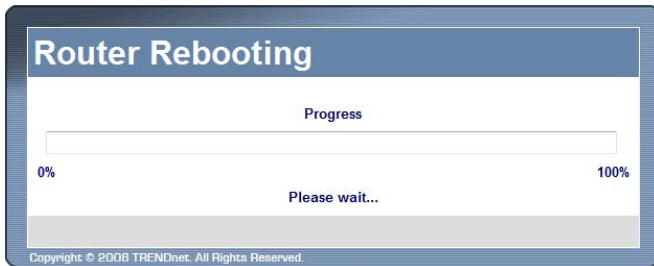 Router Rebooting
Progress
0% 100%
Please wait...
Copyright © 2008 TRENDnet. All Rights Reserved.